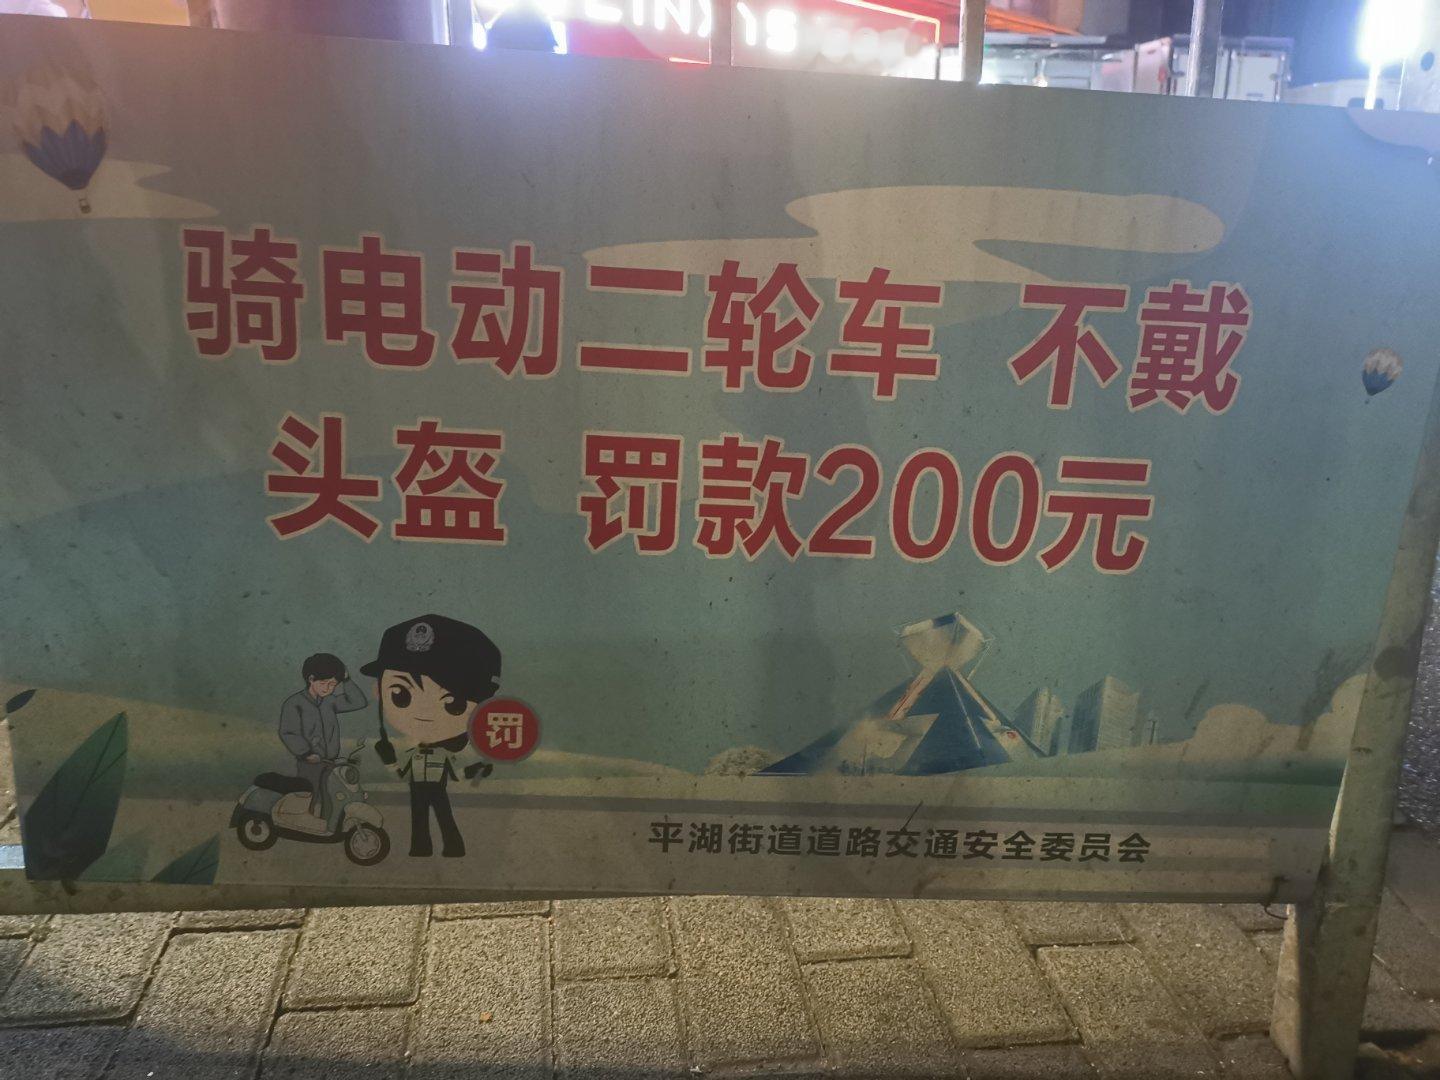 骑电动二轮车 不戴
头盔 罚款200元
罚
平湖街道道路交通安全委员会